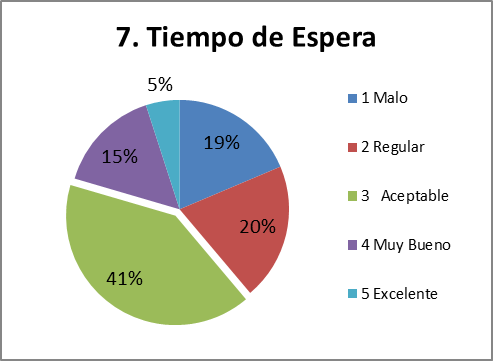 7. Tiempo de Espera
5%
19%
15%
20%
41%
1 Malo
2 Regular
3 Aceptable
4 Muy Bueno
5 Excelente